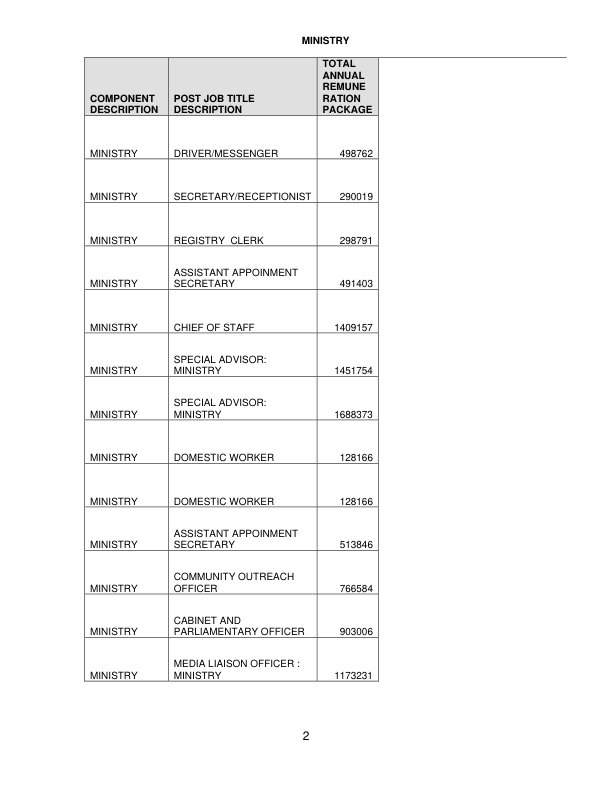 MINISTRY
TOTAL
ANNUAL
REMUNE
COMPONENT POST JOB TITLE RATION
DESCRIPTION DESCRIPTION PACKAGE
MINISTRY DRIVER/MESSENGER 498762
MINISTRY SECRETARY/RECEPTIONIST 290019
MINISTRY REGISTRY CLERK 298791
ASSISTANT APPOINMENT
MINISTRY SECRETARY 491403
MINISTRY CHIEF OF STAFF 1409157
SPECIAL ADVISOR:
MINISTRY MINISTRY 1451754
SPECIAL ADVISOR:
MINISTRY MINISTRY 1688373
MINISTRY DOMESTIC WORKER 128166
MINISTRY DOMESTIC WORKER 128166
ASSISTANT APPOINMENT
MINISTRY SECRETARY 513846
COMMUNITY OUTREACH
MINISTRY OFFICER 766584
CABINET AND
MINISTRY PARLIAMENTARY OFFICER 903006
MEDIA LIAISON OFFICER :
MINISTRY MINISTRY 1173231
2